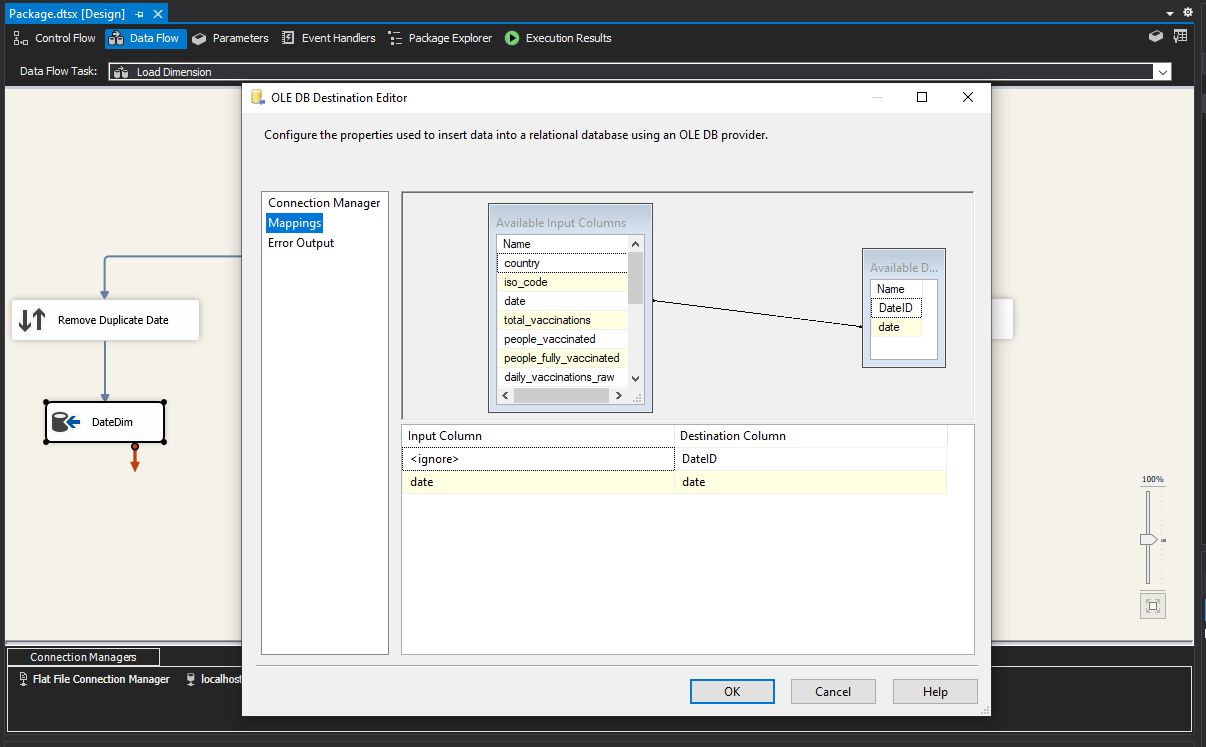 Package.dtsx [Design]
Control Flow
Data Flow
Parameters
Event Handlers
Package Explorer
Execution Results
Data Flow Task:
Load Dimension
OLE DB Destination Editor
Configure the properties used to insert data into a relational database using an OLE DB provider.
Connection Manager
Mappings
Error Output
Available Input Columns
Name
country
iso_code
date
total_vaccinations
people_vaccinated
people_fully_vaccinated
daily_vaccinations_raw
Available D...
Name
DateID
date
Remove Duplicate Date
DateDim
Input Column Destination Column
<ignore> DateID
date date
100%
OK
Cancel
Help
Connection Managers
Flat File Connection Manager
localhost